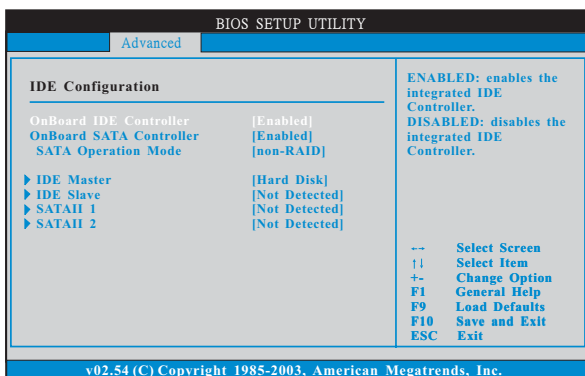 BIOS SETUP UTILITY
Advanced
IDE Configuration
OnBoard IDE Controller [Enabled]
OnBoard SATA Controller [Enabled]
SATA Operation Mode [non-RAID]
IDE Master [Hard Disk]
IDE Slave [Not Detected]
SATAII 1 [Not Detected]
SATAII 2 [Not Detected]
ENABLED: enables the
integrated IDE
Controller.
DISABLED: disables the
integrated IDE
Controller.
←→ Select Screen
↑↓ Select Item
+- Change Option
F1 General Help
F9 Load Defaults
F10 Save and Exit
ESC Exit
v02.54 (C) Copyright 1985-2003, American Megatrends, Inc.